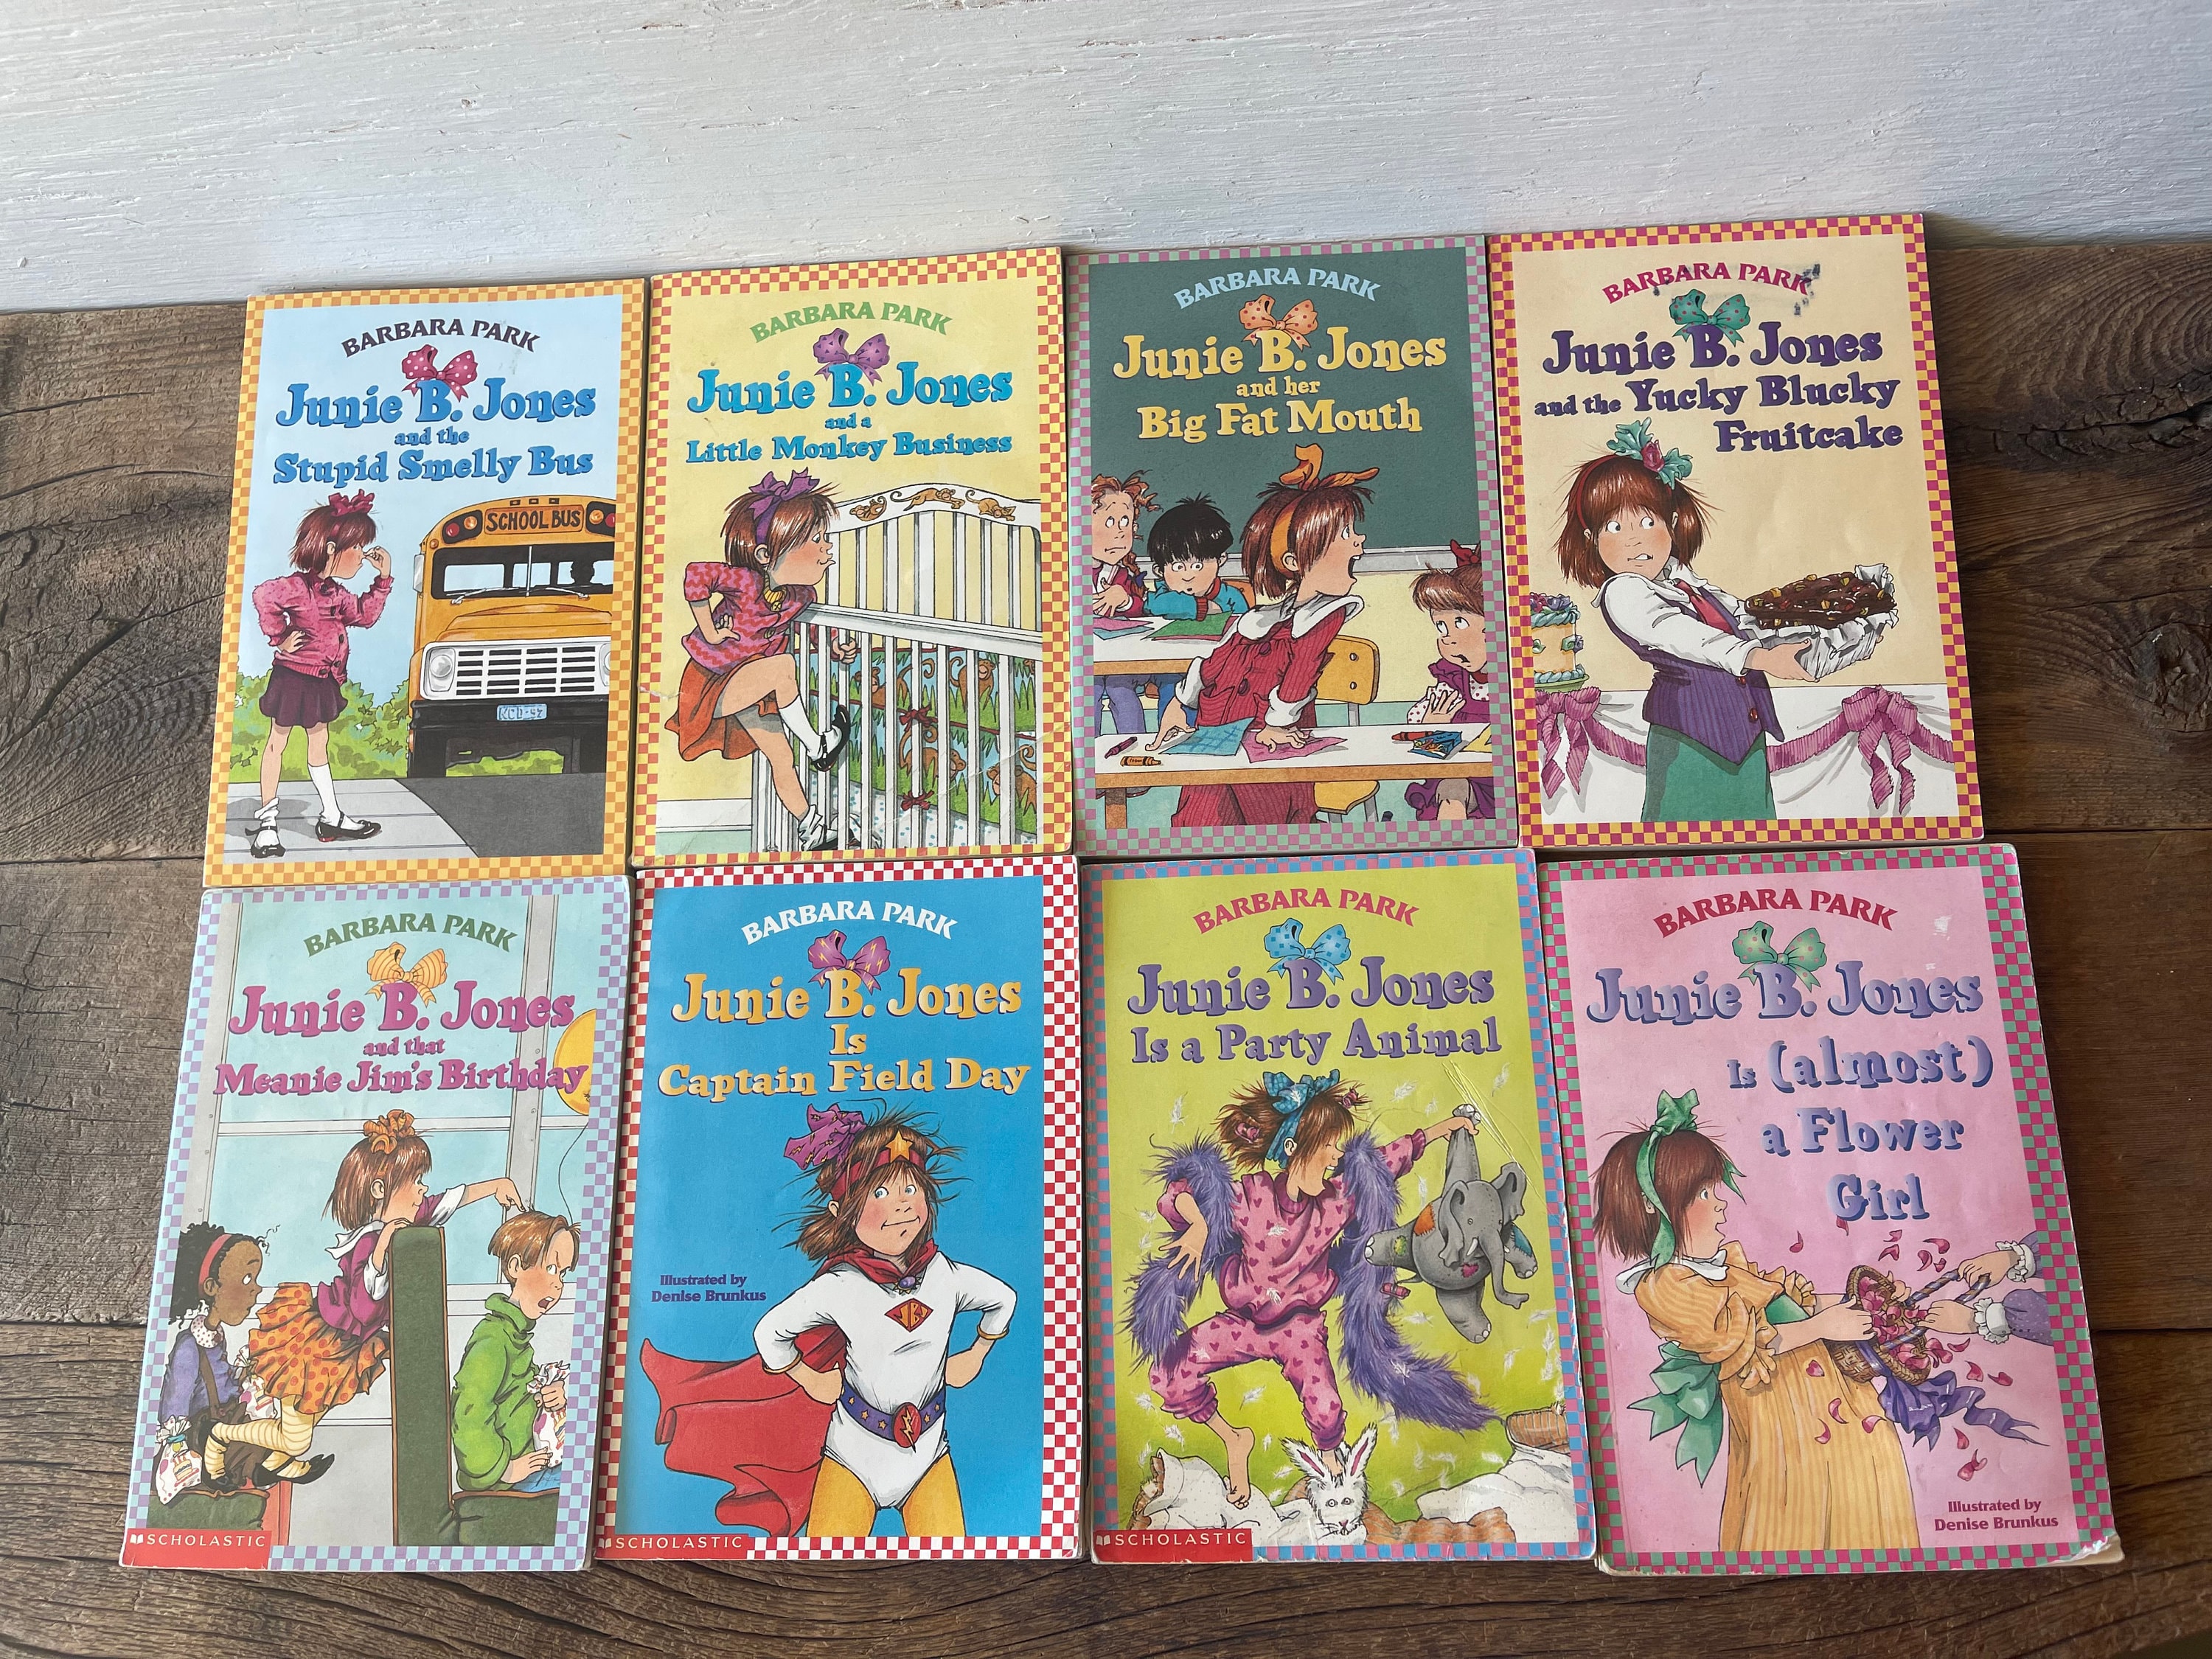 BARBARA PARK
Junie B. Jones
and the
Stupid Smelly Bus
SCHOOL BUS
BARBARA PARK
Junie B. Jones
and a
Little Monkey Business
BARBARA PARK
Junie B. Jones
and her
Big Fat Mouth
BARBARA PARK
Junie B. Jones
and the Yucky Blucky
Fruitcake
BARBARA PARK
Junie B. Jones
and that
Meanie Jim's Birthday
SCHOLASTIC
BARBARA PARK
Junie B. Jones
Is
Captain Field Day
Illustrated by
Denise Brunkus
SCHOLASTIC
BARBARA PARK
Junie B. Jones
Is a Party Animal
SCHOLASTIC
BARBARA PARK
Junie B. Jones
Is (almost)
a Flower
Girl
Illustrated by
Denise Brunkus